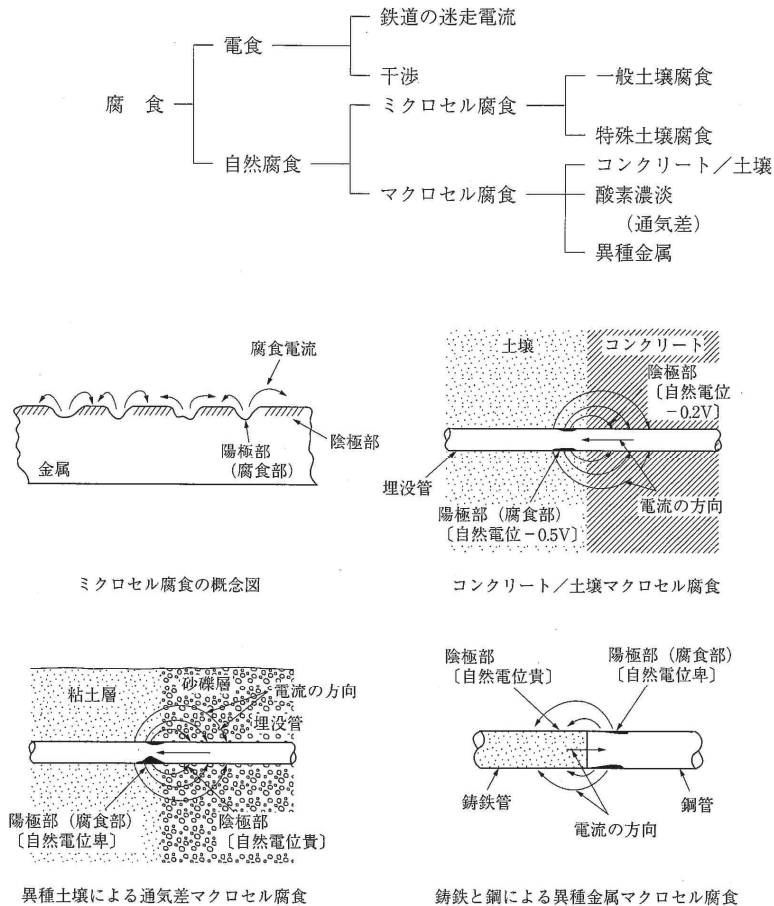 鉄道の迷走電流
電食
干渉
一般土壌腐食
腐 食
ミクロセル腐食
特殊土壌腐食
自然腐食
コンクリート／土壌
マクロセル腐食
酸素濃淡
（通気差）
異種金属
腐食電流
陰極部
陽極部
（腐食部）
金属
ミクロセル腐食の概念図
土壌
コンクリート
陰極部
〔自然電位
－0.2V〕
埋没管
陽極部（腐食部）
〔自然電位－0.5V〕
電流の方向
コンクリート／土壌マクロセル腐食
粘土層
砂礫層
電流の方向
埋没管
陽極部（腐食部）
〔自然電位卑〕
陰極部
〔自然電位貴〕
異種土壌による通気差マクロセル腐食
陰極部
〔自然電位貴〕
陽極部（腐食部）
〔自然電位卑〕
鋳鉄管
鋼管
電流の方向
鋳鉄と鋼による異種金属マクロセル腐食